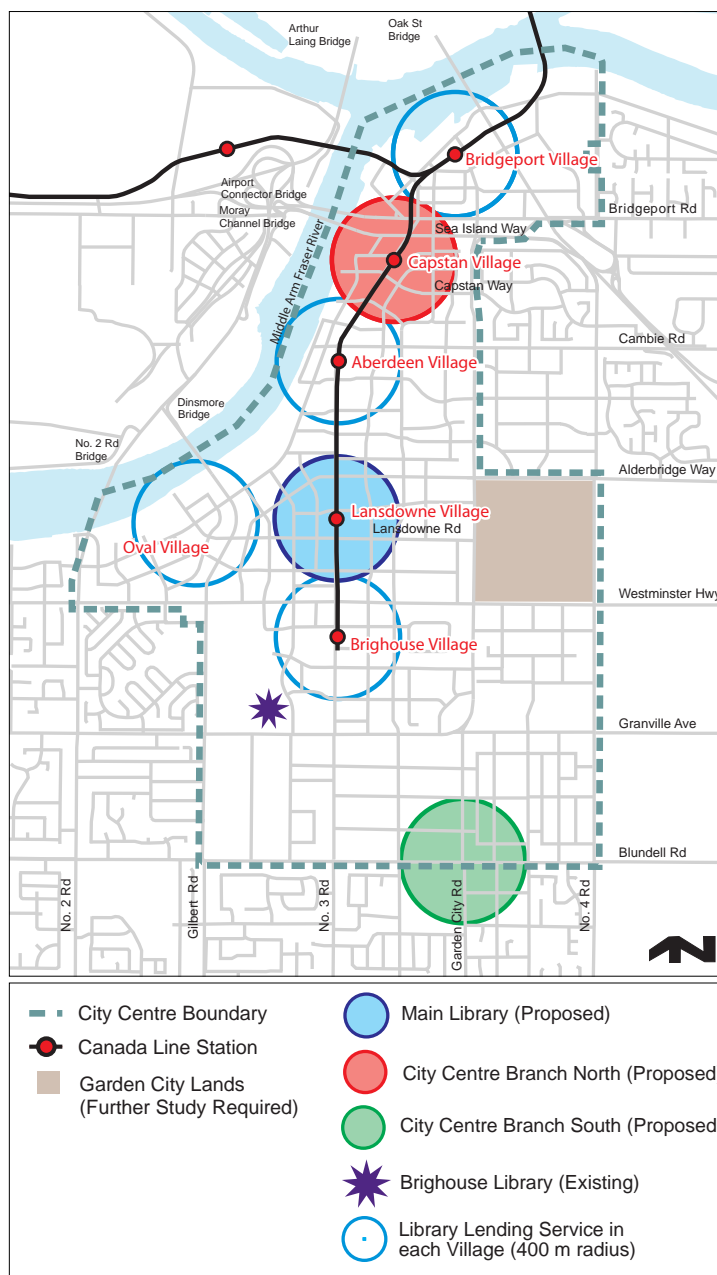 Arthur
Laing Bridge
Oak St
Bridge
Bridgeport Village
Airport
Connector Bridge
Moray
Channel Bridge
Bridgeport Rd
Sea Island Way
Capstan Village
Capstan Way
Middle Arm Fraser River
Cambie Rd
Aberdeen Village
Dinsmore
Bridge
No. 2 Rd
Bridge
Alderbridge Way
Lansdowne Village
Lansdowne Rd
Oval Village
Westminster Hwy
Brighouse Village
Granville Ave
Blundell Rd
No. 2 Rd
Gilbert Rd
No. 3 Rd
Garden City Rd
No. 4 Rd
N
City Centre Boundary
Canada Line Station
Garden City Lands
(Further Study Required)
Main Library (Proposed)
City Centre Branch North (Proposed
City Centre Branch South (Proposed
Brighouse Library (Existing)
Library Lending Service in
each Village (400 m radius)